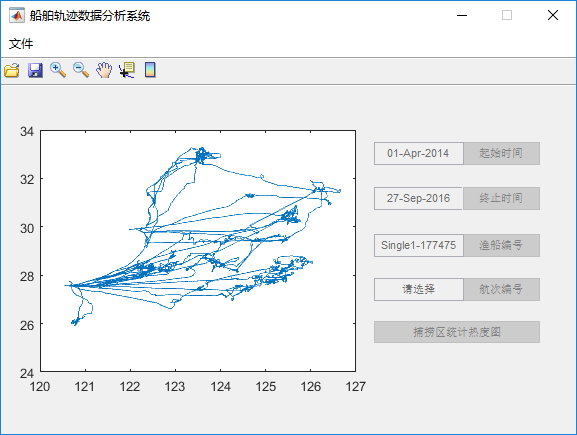 船舶轨迹数据分析系统
文件
34
32
30
28
26
24
120 121 122 123 124 125 126 127
01-Apr-2014 起始时间
27-Sep-2016 终止时间
Single1-177475 渔船编号
请选择 航次编号
捕捞区统计热度图